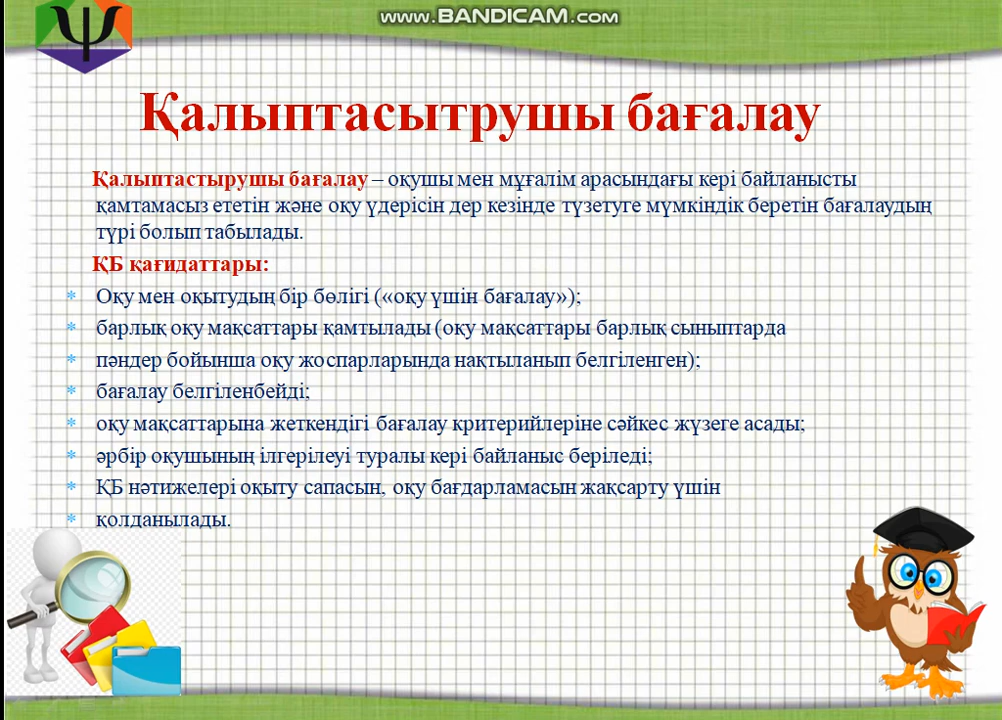 www.BANDICAM.com
Ψ
Қалыптасытрушы бағалау
Қалыптастырушы бағалау – оқушы мен мұғалім арасындағы кері байланысты
қамтамасыз ететін және оқу үдерісін дер кезінде түзетуге мүмкіндік беретін бағалаудың
түрі болып табылады.
ҚБ қағидаттары:
* Оқу мен оқытудың бір бөлігі («оқу үшін бағалау»);
* барлық оқу мақсаттары қамтылады (оқу мақсаттары барлық сыныптарда
* пәндер бойынша оқу жоспарларында нақтыланып белгіленген);
* бағалау белгіленбейді;
* оқу мақсаттарына жеткендігі бағалау критерийлеріне сәйкес жүзеге асады;
* әрбір оқушының ілгерілеуі туралы кері байланыс беріледі;
* ҚБ нәтижелері оқыту сапасын, оқу бағдарламасын жақсарту үшін
* қолданылады.